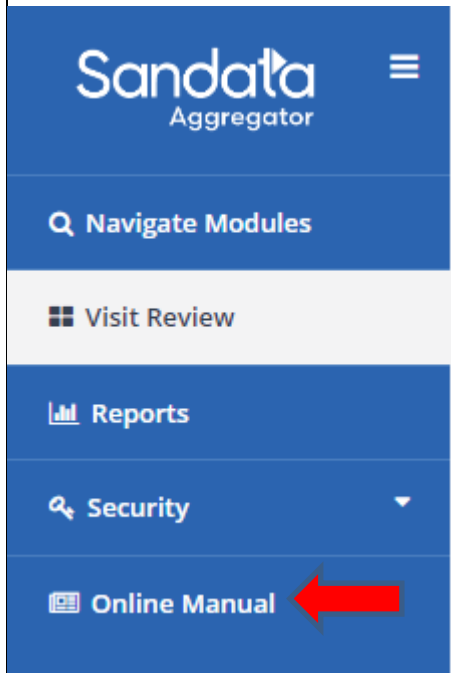 Sandata
Aggregator
Navigate Modules
Visit Review
Reports
Security
Online Manual